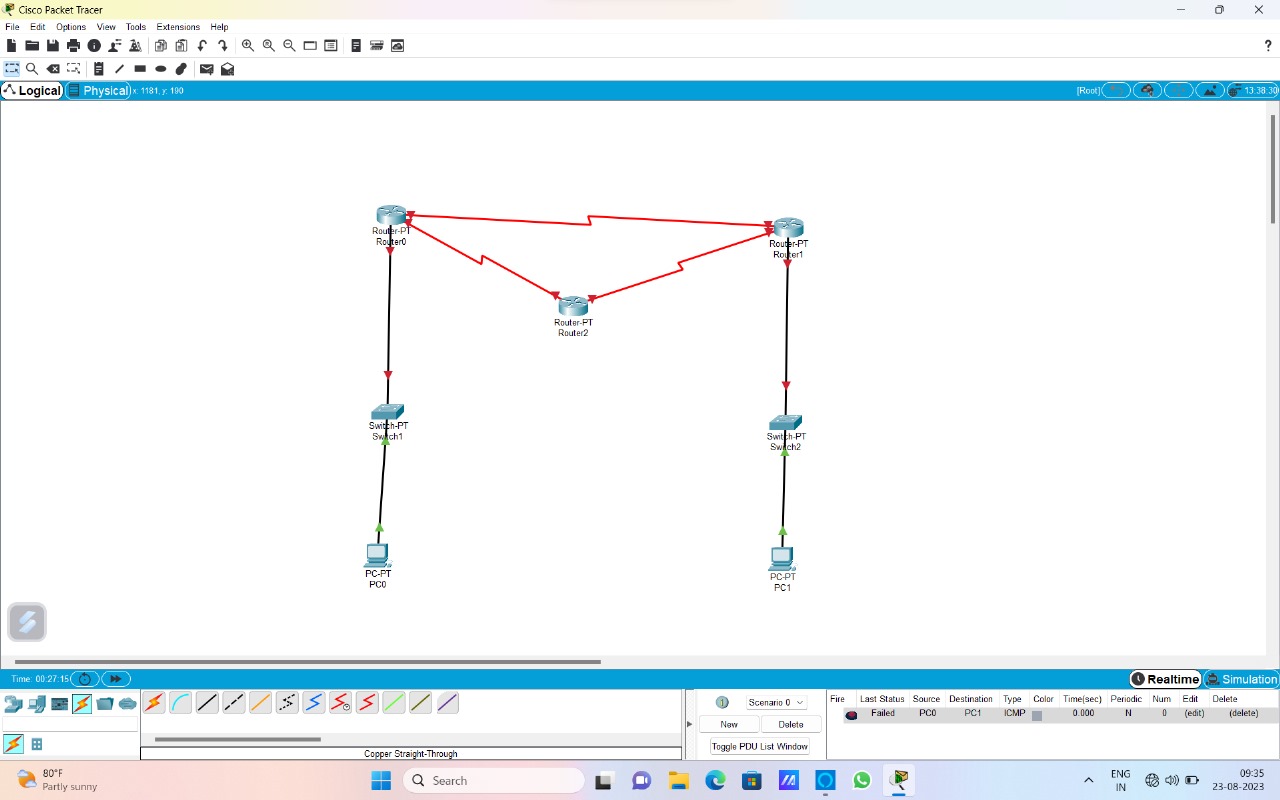 Cisco Packet Tracer
File Edit Options View Tools Extensions Help
?
Logical Physical x: 1181, y: 190 [Root] 13:38:30
Router-PT
Router0
Router-PT
Router1
Router-PT
Router2
Switch-PT
Switch1
Switch-PT
Switch2
PC-PT
PC0
PC-PT
PC1
Time: 00:27:15 Realtime Simulation
Scenario 0
New Delete
Toggle PDU List Window
Fire Last Status Source Destination Type Color Time(sec) Periodic Num Edit Delete
Failed PC0 PC1 ICMP 0.000 N 0 (edit) (delete)
Copper Straight-Through
80°F
Partly sunny
Search
ENG
IN
09:35
23-08-2023